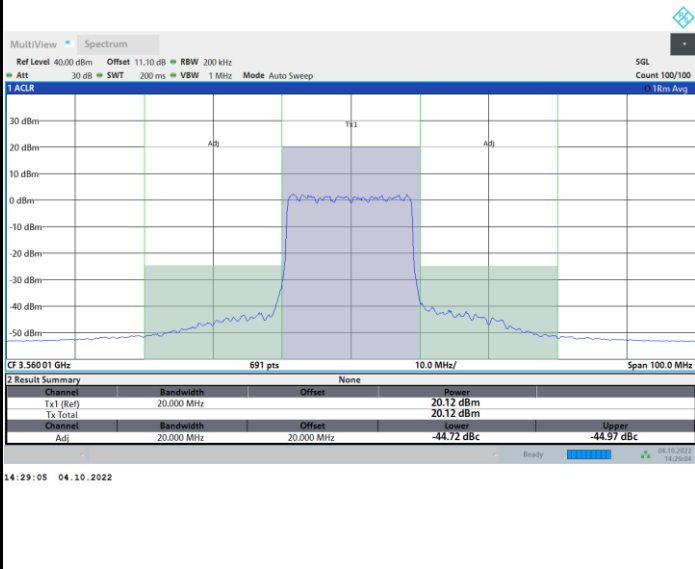 MultiView Spectrum
Ref Level 40.00 dBm Offset 11.10 dB RBW 200 kHz SGL
Att 30 dB SWT 200 ms VBW 1 MHz Mode Auto Sweep Count 100/100
1 ACLR 1Rm Avg
30 dBm
Tx1
20 dBm Adj Adj
10 dBm
0 dBm
-10 dBm
-20 dBm
-30 dBm
-40 dBm
-50 dBm
CF 3.560 01 GHz 691 pts 10.0 MHz/ Span 100.0 MHz
2 Result Summary None
Channel Bandwidth Offset Power
Tx1 (Ref) 20.000 MHz 20.12 dBm
Tx Total 20.12 dBm
Channel Bandwidth Offset Lower Upper
Adj 20.000 MHz 20.000 MHz -44.72 dBc -44.97 dBc
Ready 04.10.2022
14:29:04
14:29:05 04.10.2022